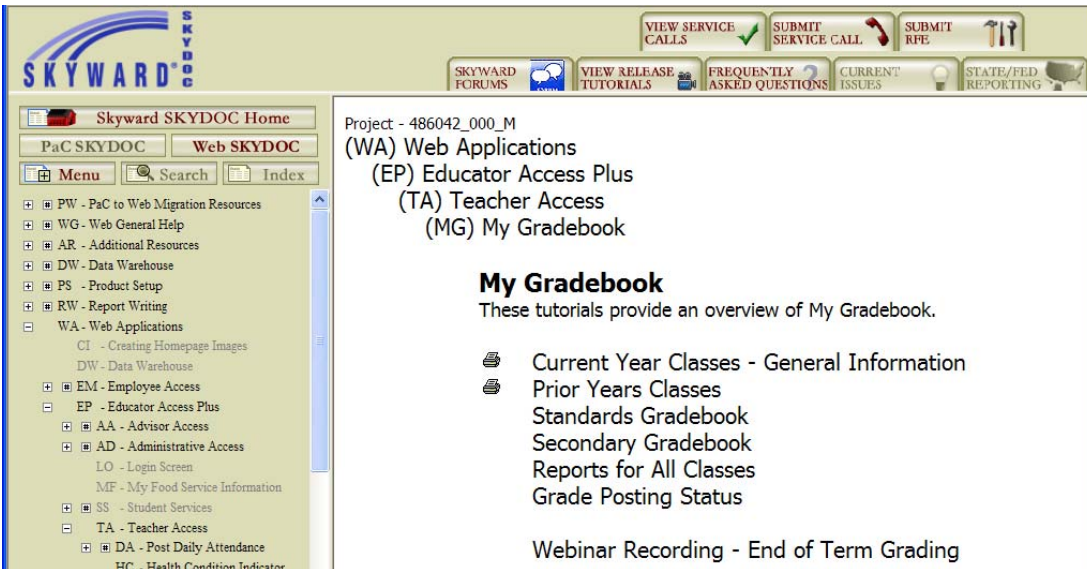 SKYWARD®
SKYDOC
VIEW SERVICE CALLS
SUBMIT SERVICE CALL
SUBMIT RFE
SKYWARD FORUMS
VIEW RELEASE TUTORIALS
FREQUENTLY ASKED QUESTIONS
CURRENT ISSUES
STATE/FED REPORTING
Skyward SKYDOC Home
PaC SKYDOC
Web SKYDOC
Menu
Search
Index
PW - PaC to Web Migration Resources
WG - Web General Help
AR - Additional Resources
DW - Data Warehouse
PS - Product Setup
RW - Report Writing
WA - Web Applications
CI - Creating Homepage Images
DW - Data Warehouse
EM - Employee Access
EP - Educator Access Plus
AA - Advisor Access
AD - Administrative Access
LO - Login Screen
MF - My Food Service Information
SS - Student Services
TA - Teacher Access
DA - Post Daily Attendance
HC - Health Condition Indicator
Project - 486042_000_M
(WA) Web Applications
(EP) Educator Access Plus
(TA) Teacher Access
(MG) My Gradebook
My Gradebook
These tutorials provide an overview of My Gradebook.
Current Year Classes - General Information
Prior Years Classes
Standards Gradebook
Secondary Gradebook
Reports for All Classes
Grade Posting Status
Webinar Recording - End of Term Grading